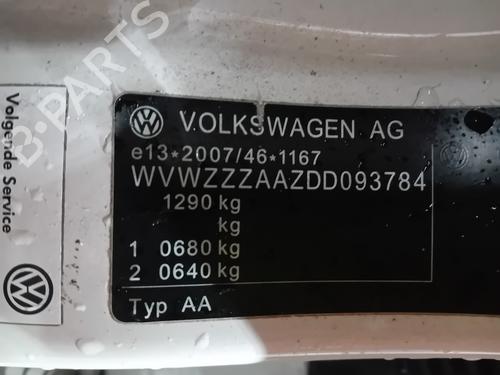 B-PARTS
Volgende Service
VOLKSWAGEN AG
e13*2007/46*1167
WVWZZZAAZDD093784
1290 kg
kg
1 0680 kg
2 0640 kg
Typ AA